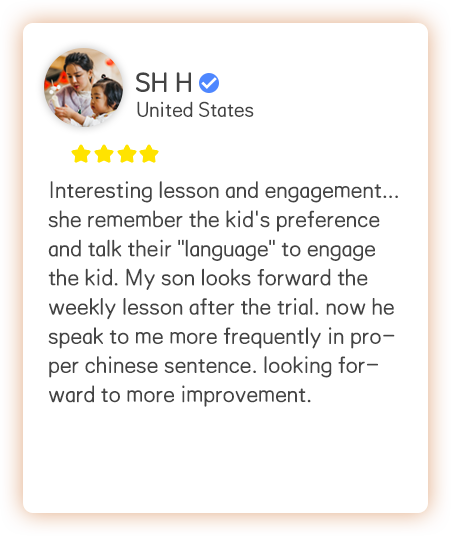 SH H
United States
Interesting lesson and engagement...
she remember the kid's preference
and talk their "language" to engage
the kid. My son looks forward the
weekly lesson after the trial. now he
speak to me more frequently in pro-
per chinese sentence. looking for-
ward to more improvement.